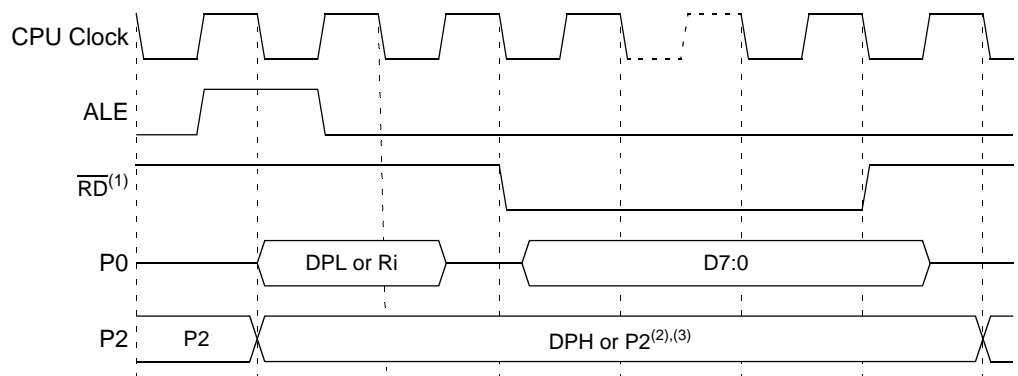 CPU Clock
ALE
RD(1)
P0 DPL or Ri D7:0
P2 P2 DPH or P2(2),(3)